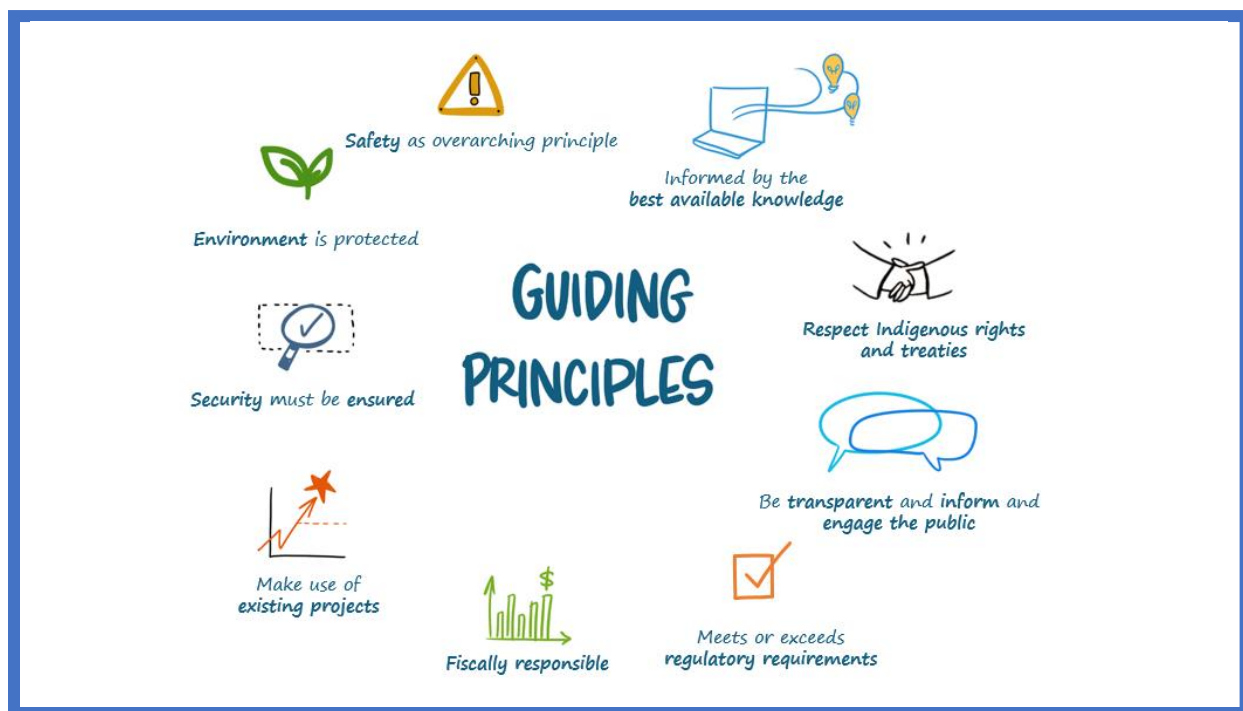 GUIDING
PRINCIPLES
Safety as overarching principle
Informed by the
best available knowledge
Respect Indigenous rights
and treaties
Be transparent and inform and
engage the public
Meets or exceeds
regulatory requirements
$
Fiscally responsible
Make use of
existing projects
Security must be ensured
Environment is protected